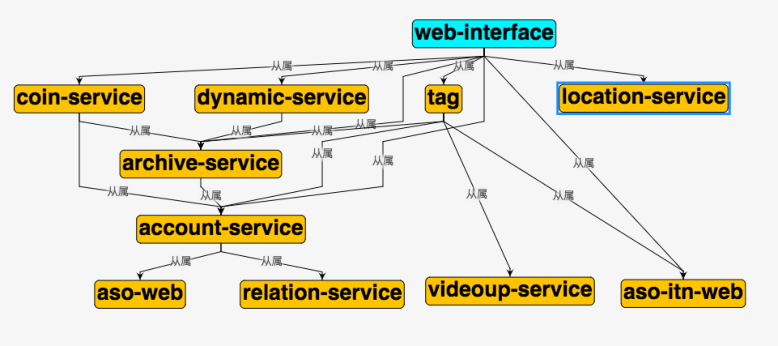 web-interface
从属
从属
从属
从属
coin-service
dynamic-service
tag
location-service
从属
从属
从属
从属
从属
从属
从属
archive-service
从属
从属
从属
从属
account-service
从属
从属
aso-web
relation-service
videoup-service
aso-itn-web